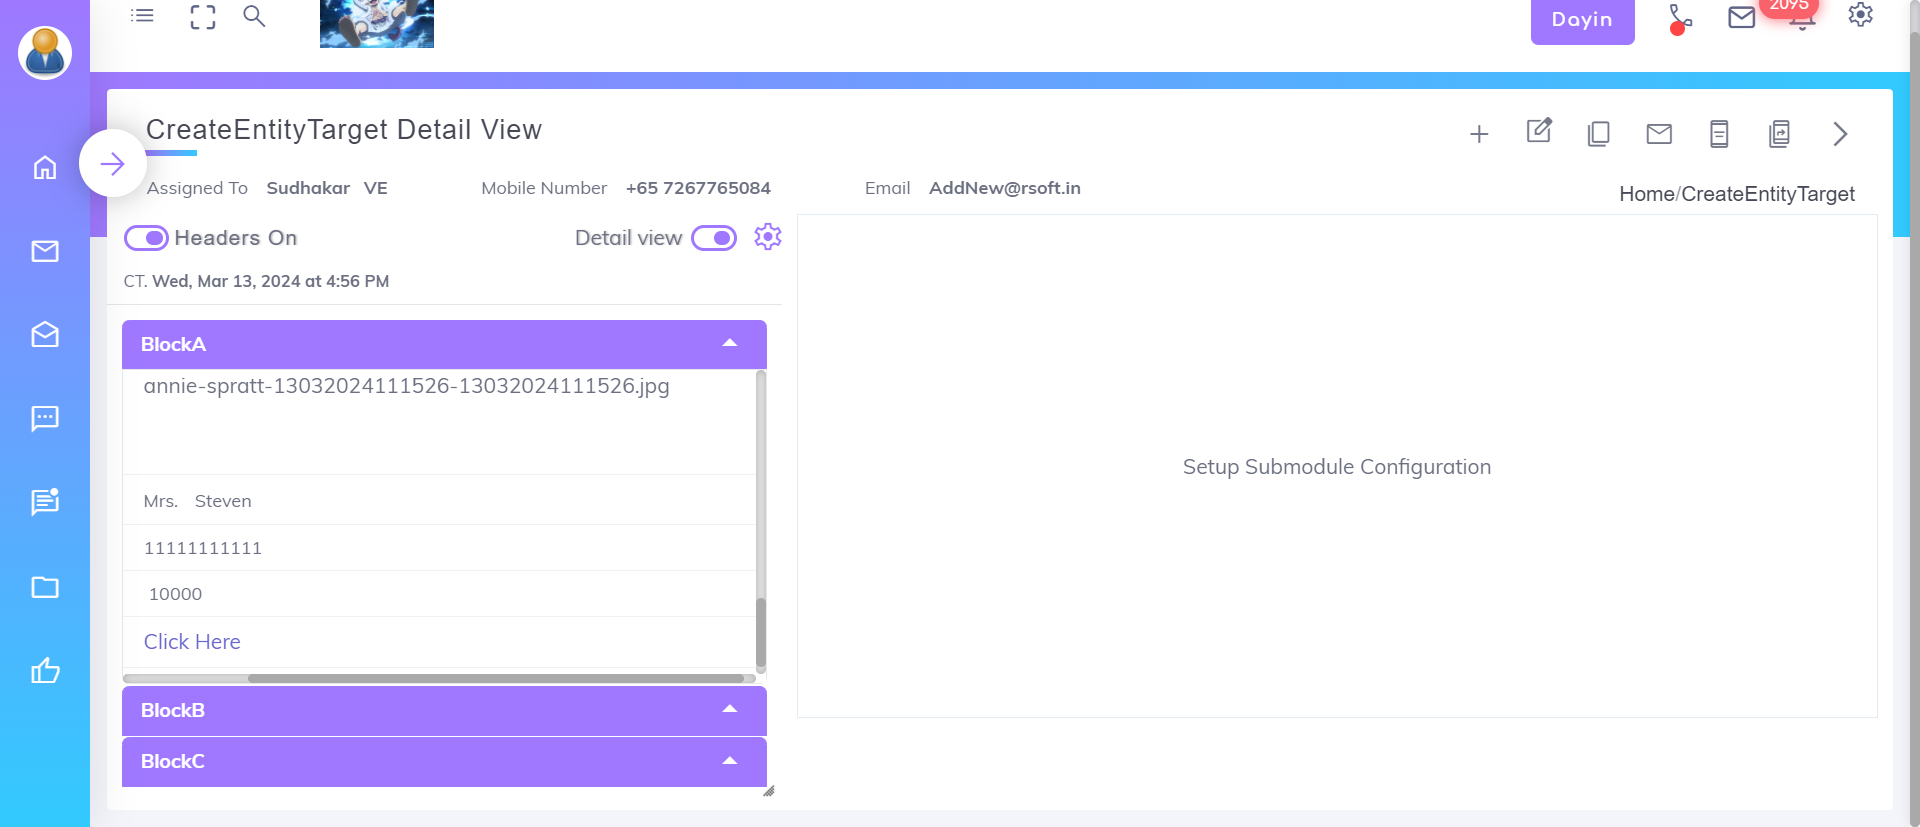 Dayin
2095
CreateEntityTarget Detail View
Assigned To Sudhakar VE Mobile Number +65 7267765084 Email AddNew@rsoft.in
Home/CreateEntityTarget
Headers On Detail view
CT. Wed, Mar 13, 2024 at 4:56 PM
BlockA
annie-spratt-13032024111526-13032024111526.jpg
Mrs. Steven
11111111111
10000
Click Here
BlockB
BlockC
Setup Submodule Configuration